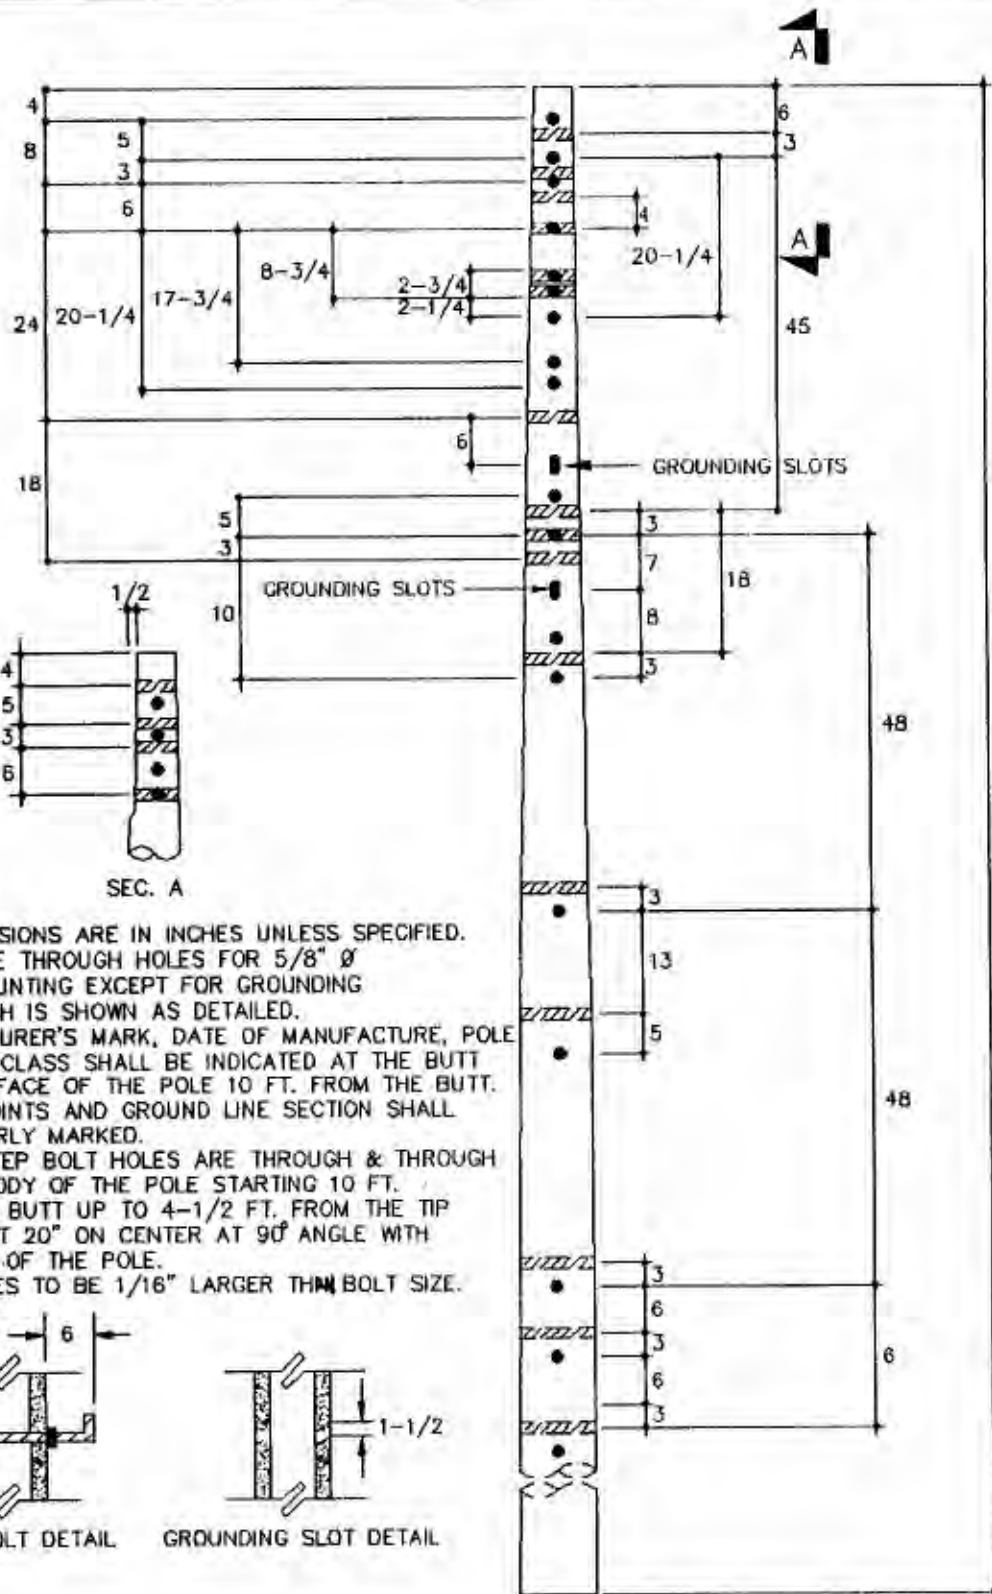 A
4
8
5
3
6
6
3
4
A
20-1/4
8-3/4
17-3/4
20-1/4
24
2-3/4
2-1/4
45
6
GROUNDING SLOTS
18
5
3
3
7
18
1/2
GROUNDING SLOTS
10
8
3
4
5
3
6
48
SEC. A
3
13
5
48
SIONS ARE IN INCHES UNLESS SPECIFIED.
E THROUGH HOLES FOR 5/8" Ø
UNTING EXCEPT FOR GROUNDING
H IS SHOWN AS DETAILED.
URER'S MARK, DATE OF MANUFACTURE, POLE
CLASS SHALL BE INDICATED AT THE BUTT
FACE OF THE POLE 10 FT. FROM THE BUTT.
OINTS AND GROUND LINE SECTION SHALL
RLY MARKED.
TEP BOLT HOLES ARE THROUGH & THROUGH
ODY OF THE POLE STARTING 10 FT.
BUTT UP TO 4-1/2 FT. FROM THE TIP
T 20" ON CENTER AT 90° ANGLE WITH
OF THE POLE.
ES TO BE 1/16" LARGER THAN BOLT SIZE.
3
6
3
6
3
6
6
1-1/2
OLT DETAIL
GROUNDING SLOT DETAIL